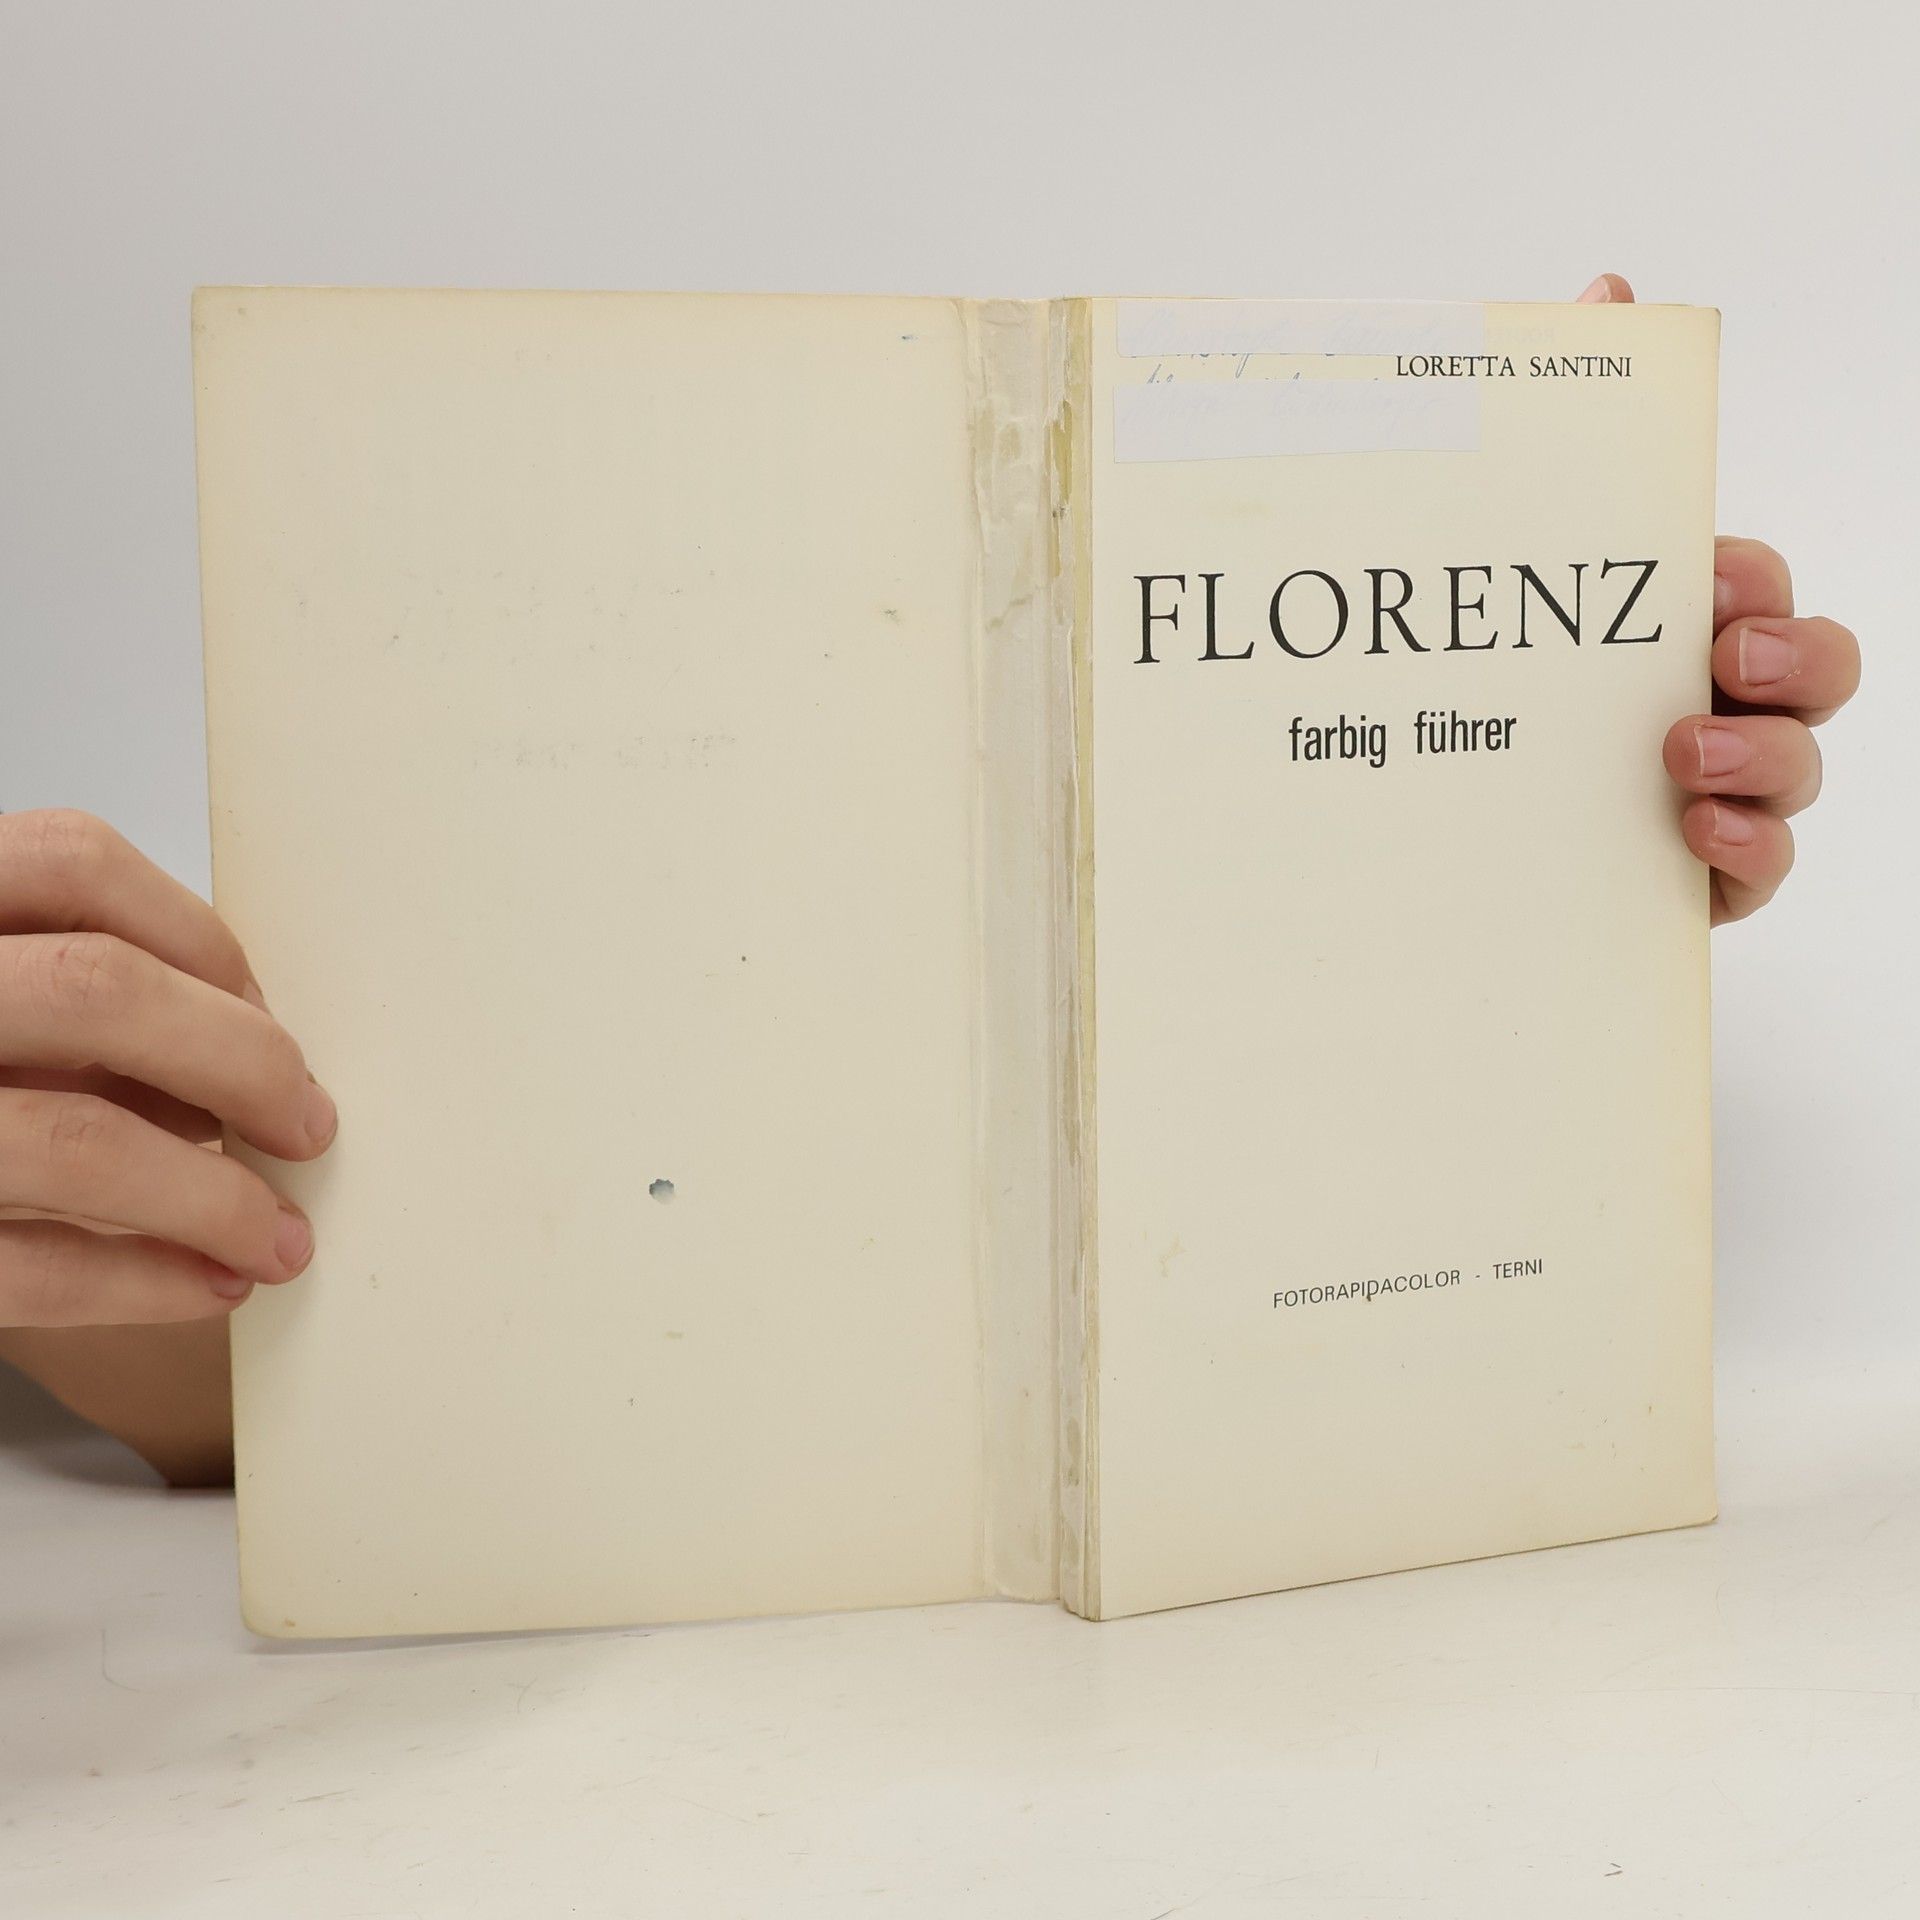 LORETTA SANTINI
FLORENZ
farbig führer
FOTORAPIDACOLOR - TERNI